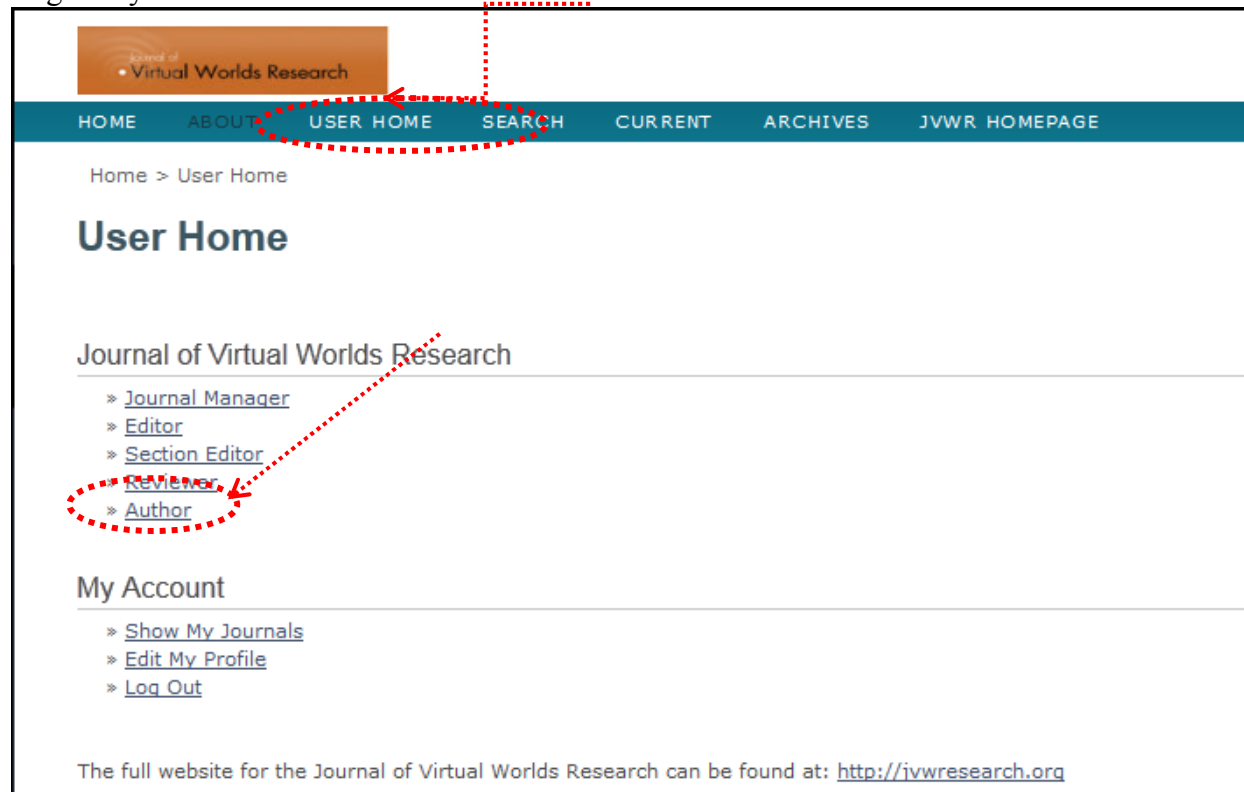 Journal of
Virtual Worlds Research
HOME ABOUT USER HOME SEARCH CURRENT ARCHIVES JVWR HOMEPAGE
Home > User Home
User Home
Journal of Virtual Worlds Research
» Journal Manager
» Editor
» Section Editor
» Reviewer
» Author
My Account
» Show My Journals
» Edit My Profile
» Log Out
The full website for the Journal of Virtual Worlds Research can be found at: http://jvwresearch.org